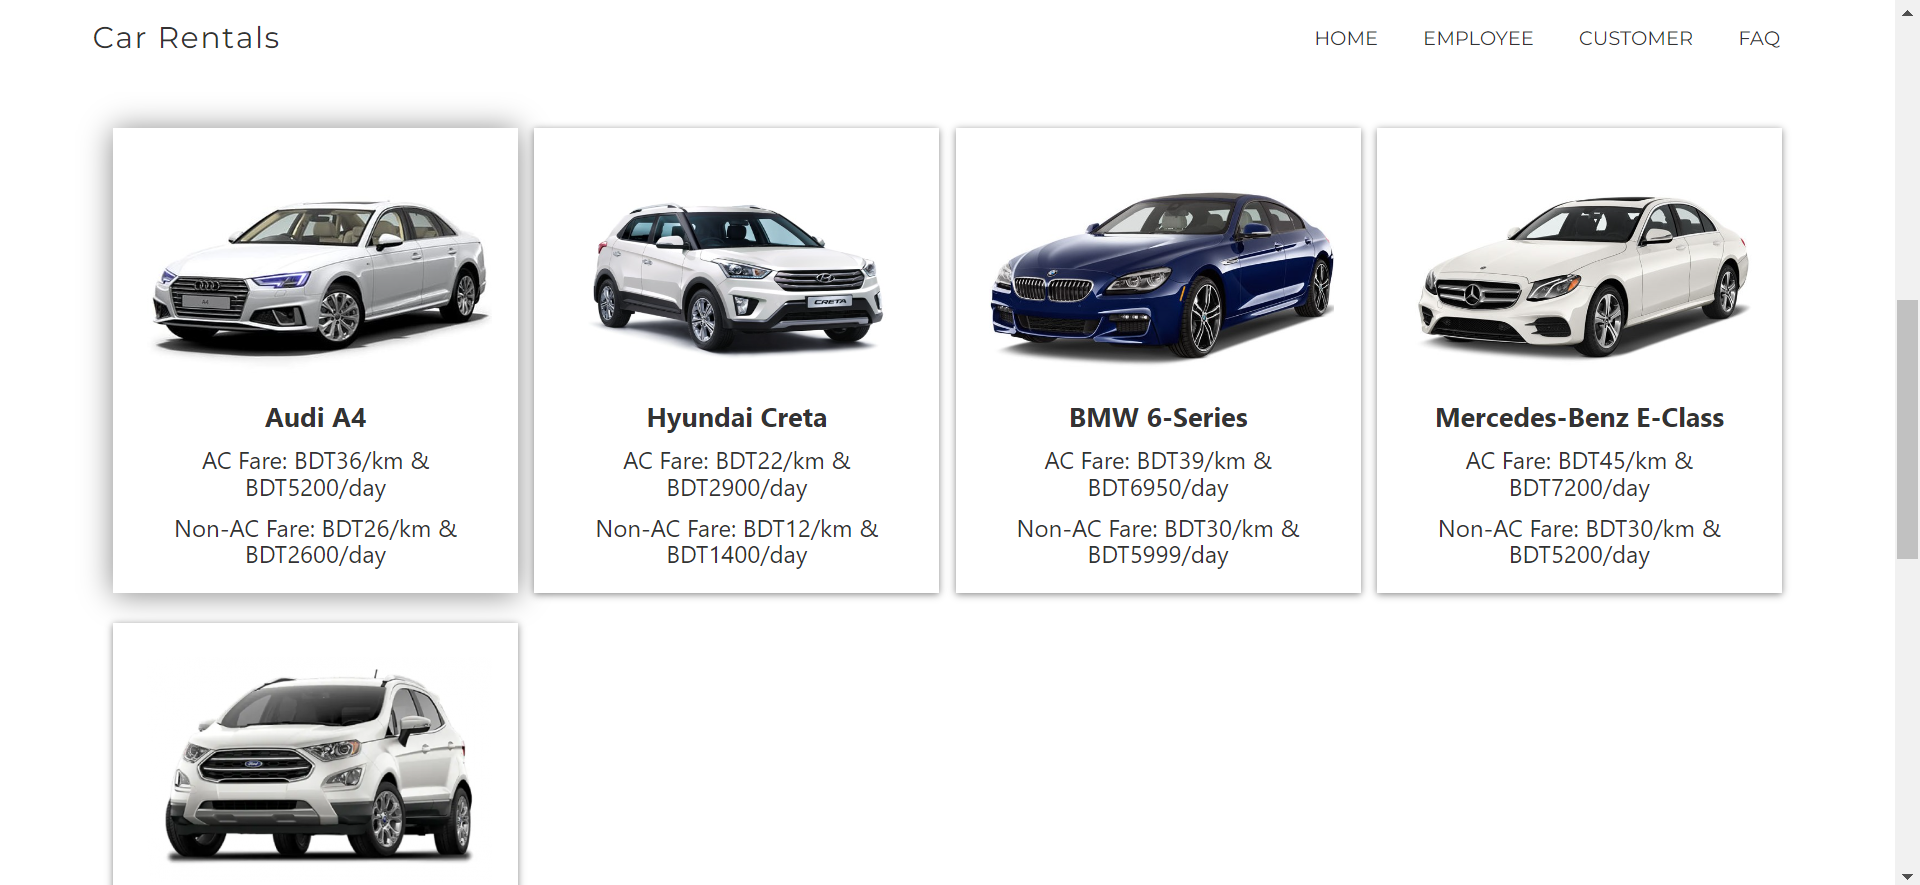 Car Rentals
HOME EMPLOYEE CUSTOMER FAQ
A4
CRETA
Audi A4
AC Fare: BDT36/km &
BDT5200/day
Non-AC Fare: BDT26/km &
BDT2600/day
Hyundai Creta
AC Fare: BDT22/km &
BDT2900/day
Non-AC Fare: BDT12/km &
BDT1400/day
BMW 6-Series
AC Fare: BDT39/km &
BDT6950/day
Non-AC Fare: BDT30/km &
BDT5999/day
Mercedes-Benz E-Class
AC Fare: BDT45/km &
BDT7200/day
Non-AC Fare: BDT30/km &
BDT5200/day
Ford